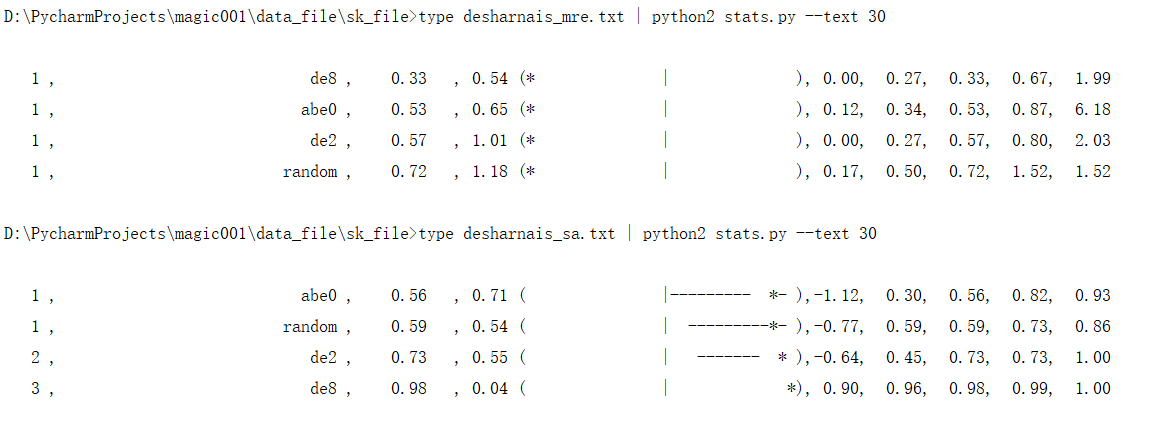 D:\PycharmProjects\magic001\data_file\sk_file>type desharnais_mre.txt | python2 stats.py --text 30
1 , de8 , 0.33 , 0.54 (* | ), 0.00, 0.27, 0.33, 0.67, 1.99
1 , abe0 , 0.53 , 0.65 (* | ), 0.12, 0.34, 0.53, 0.87, 6.18
1 , de2 , 0.57 , 1.01 (* | ), 0.00, 0.27, 0.57, 0.80, 2.03
1 , random , 0.72 , 1.18 (* | ), 0.17, 0.50, 0.72, 1.52, 1.52
D:\PycharmProjects\magic001\data_file\sk_file>type desharnais_sa.txt | python2 stats.py --text 30
1 , abe0 , 0.56 , 0.71 ( |--------- *- ),-1.12, 0.30, 0.56, 0.82, 0.93
1 , random , 0.59 , 0.54 ( | ---------*- ),-0.77, 0.59, 0.59, 0.73, 0.86
2 , de2 , 0.73 , 0.55 ( | ------- * ),-0.64, 0.45, 0.73, 0.73, 1.00
3 , de8 , 0.98 , 0.04 ( | *), 0.90, 0.96, 0.98, 0.99, 1.00